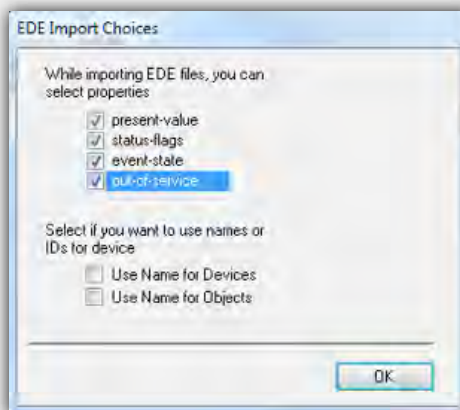 EDE Import Choices
While importing EDE files, you can
select properties
present-value
status-flags
event-state
out-of-service
Select if you want to use names or
IDs for device
Use Name for Devices
Use Name for Objects
OK